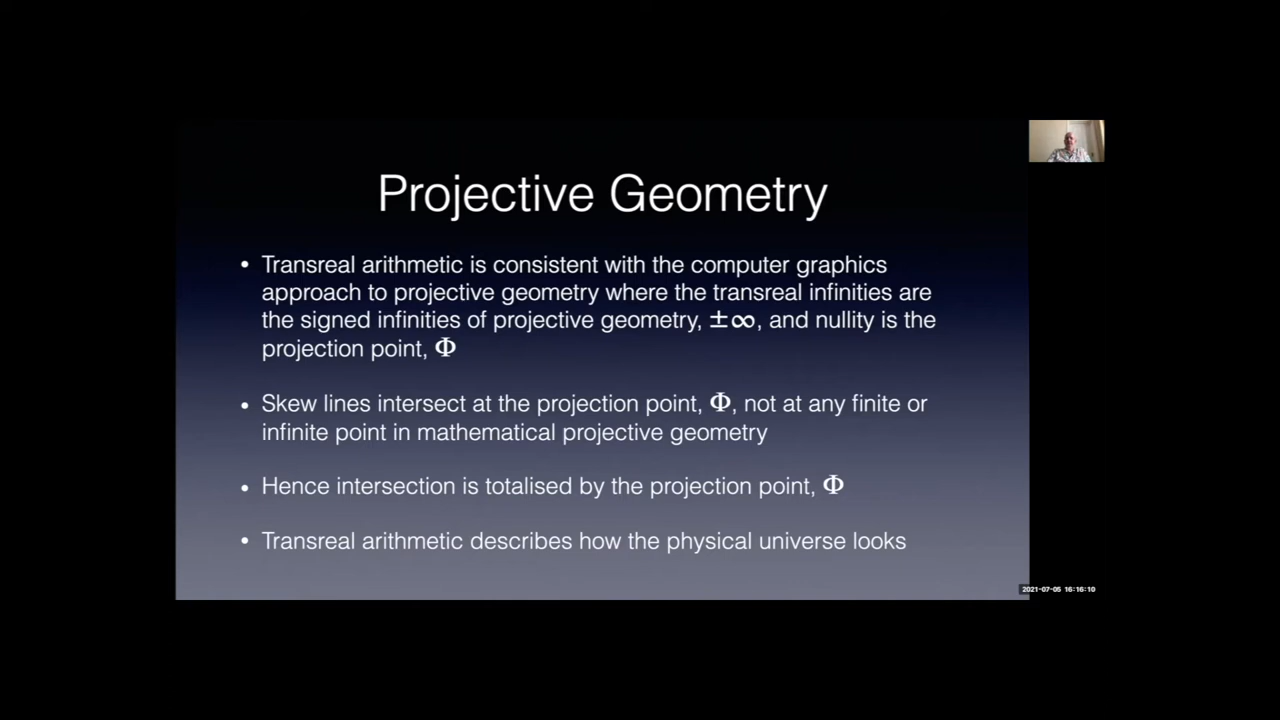 Projective Geometry
• Transreal arithmetic is consistent with the computer graphics
approach to projective geometry where the transreal infinities are
the signed infinities of projective geometry, ±∞, and nullity is the
projection point, Φ
• Skew lines intersect at the projection point, Φ, not at any finite or
infinite point in mathematical projective geometry
• Hence intersection is totalised by the projection point, Φ
• Transreal arithmetic describes how the physical universe looks
2021-07-05 16:16:10